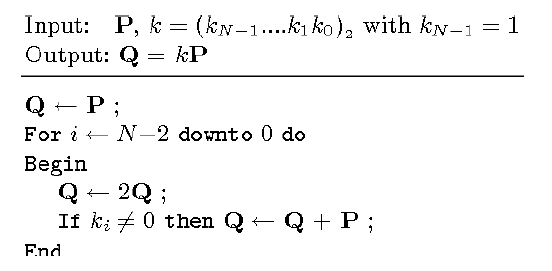 Input: P, k = (k_{N−1}....k_1k_0)_2 with k_{N−1} = 1
Output: Q = kP
Q ← P ;
For i ← N−2 downto 0 do
Begin
Q ← 2Q ;
If k_i ≠ 0 then Q ← Q + P ;
End